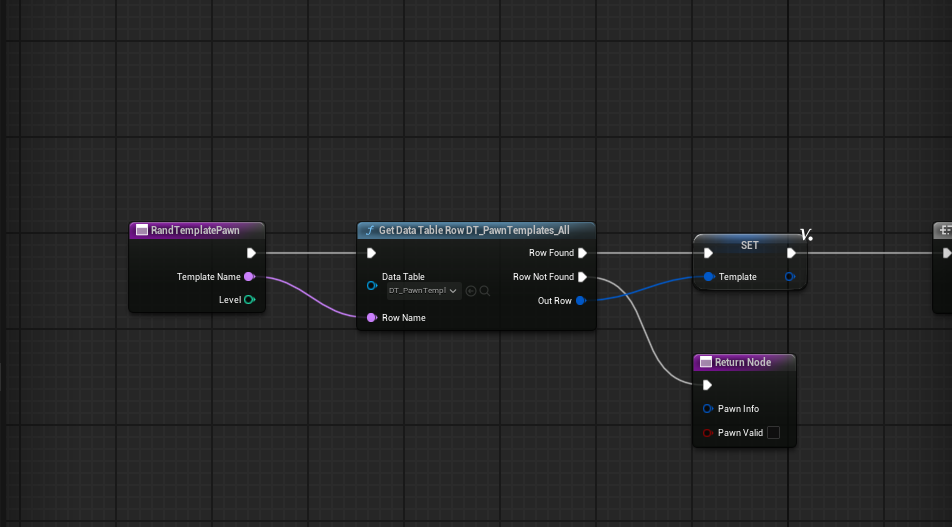 RandTemplatePawn
Template Name
Level
Get Data Table Row DT_PawnTemplates_All
Row Found
Data Table
DT_PawnTempl
Row Not Found
Out Row
Row Name
SET
V.
Template
Return Node
Pawn Info
Pawn Valid